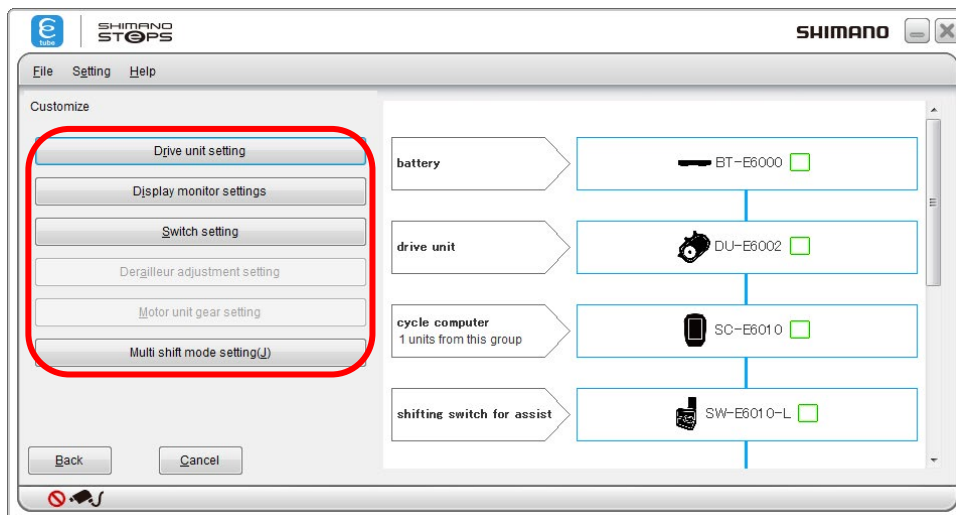 e
tube
SHIMANO
STEPS
SHIMANO
File Setting Help
Customize
Drive unit setting
Display monitor settings
Switch setting
Derailleur adjustment setting
Motor unit gear setting
Multi shift mode setting(J)
Back Cancel
battery
BT-E6000
drive unit
DU-E6002
cycle computer
1 units from this group
SC-E6010
shifting switch for assist
SW-E6010-L